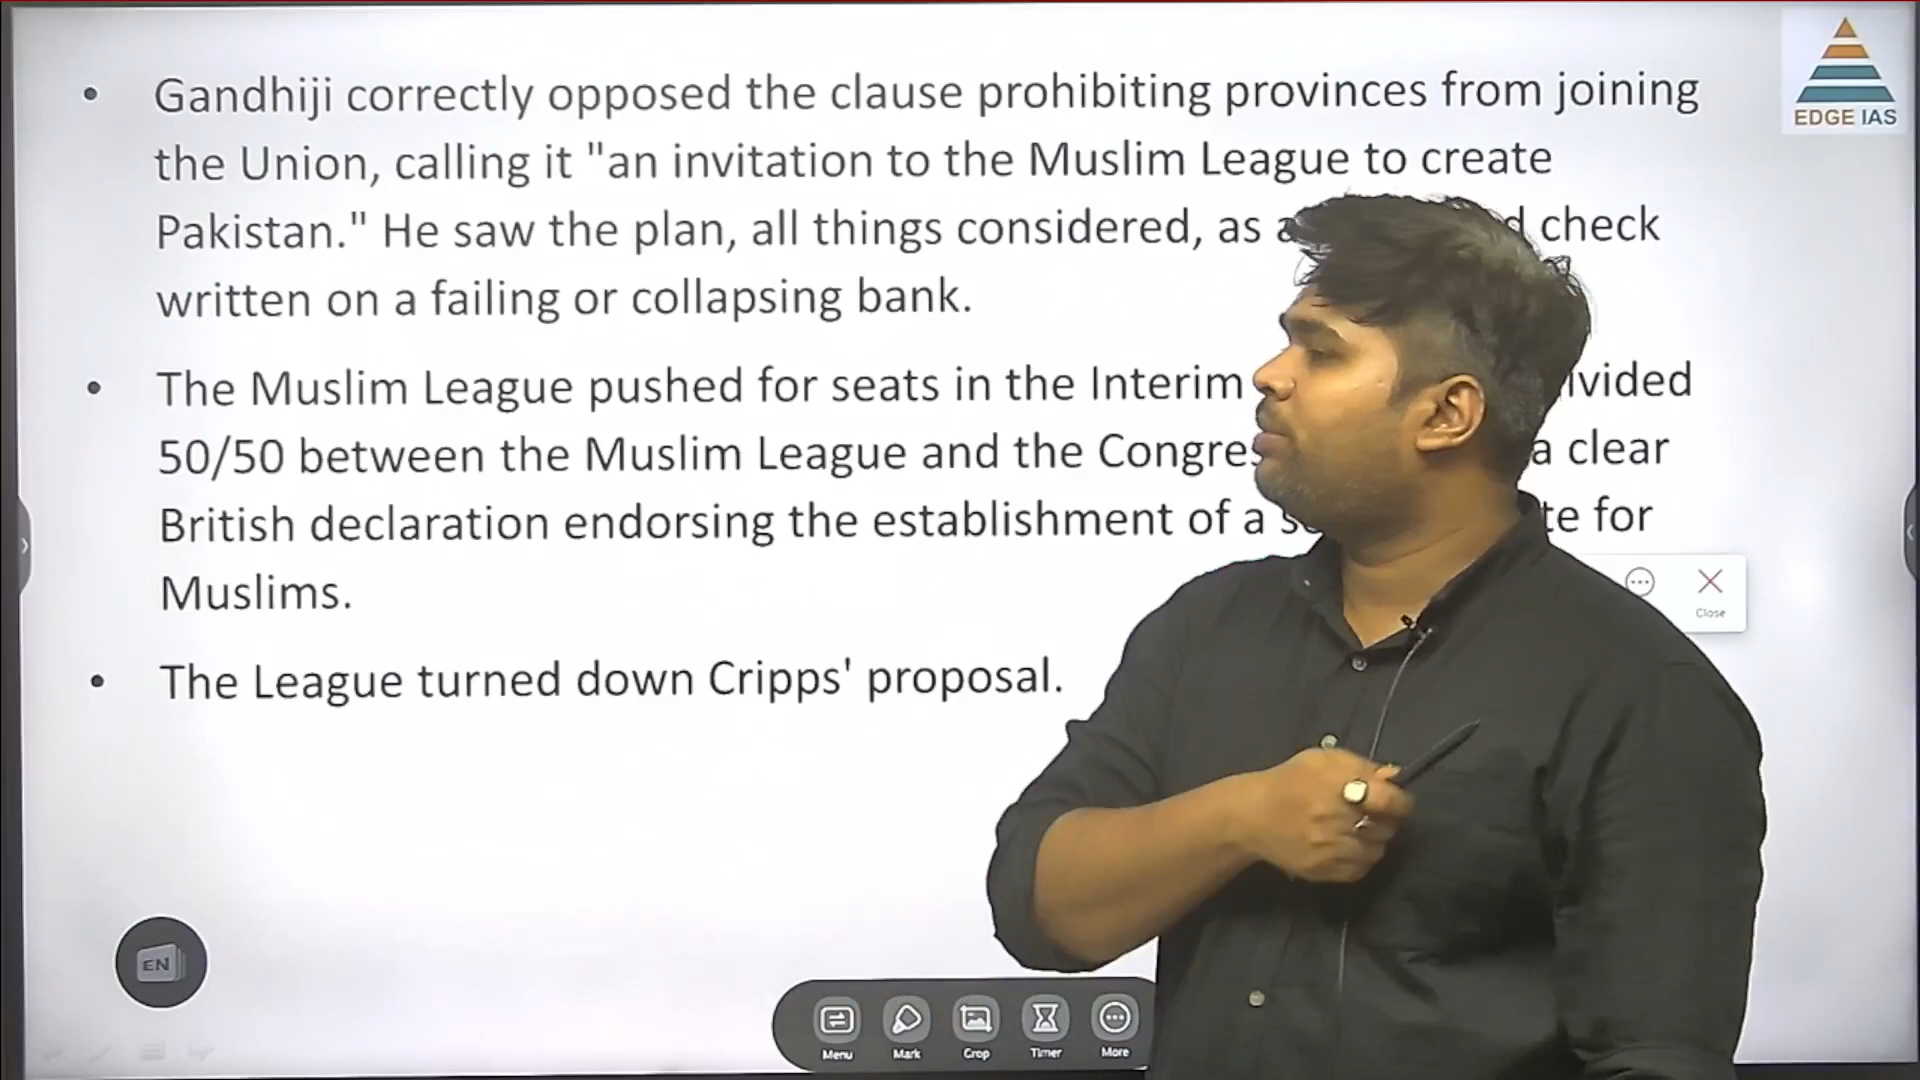 Gandhiji correctly opposed the clause prohibiting provinces from joining
the Union, calling it "an invitation to the Muslim League to create
Pakistan." He saw the plan, all things considered, as check
written on a failing or collapsing bank.
The Muslim League pushed for seats in the Interim
50/50 between the Muslim League and the a clear
British declaration endorsing the establishment of a for
Muslims.
The League turned down Cripps' proposal.
EDGE IAS
Close
EN
Menu Mark Crop Timer More